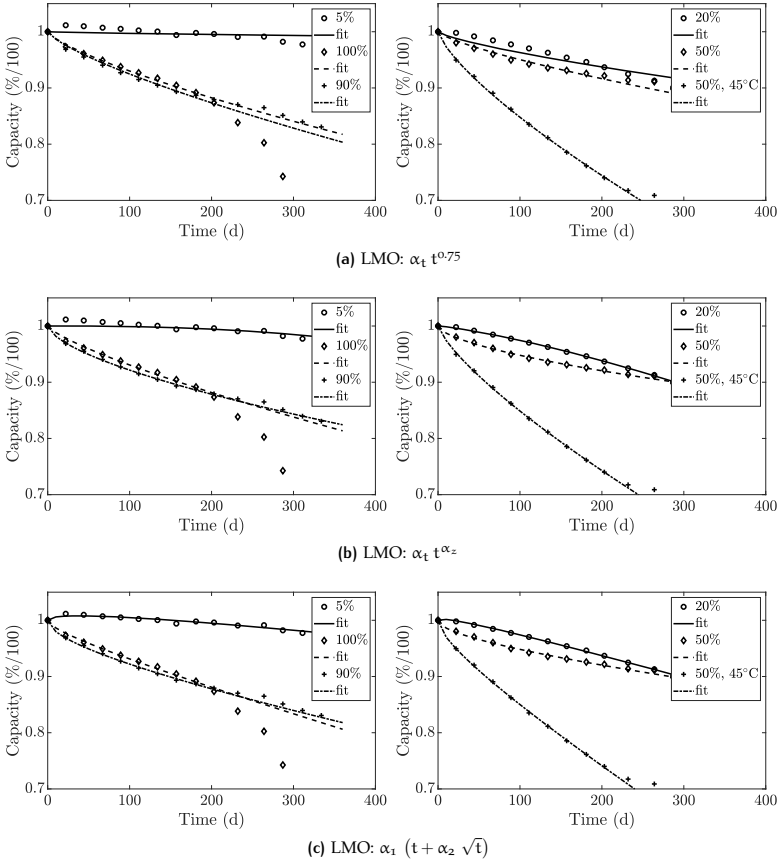 1
0.9
0.8
0.7
Capacity (%/100)
0 100 200 300 400
Time (d)
5%
fit
100%
fit
90%
fit
1
0.9
0.8
0.7
Capacity (%/100)
0 100 200 300 400
Time (d)
20%
fit
50%
fit
50%, 45°C
fit
(a) LMO: αt t^0.75
1
0.9
0.8
0.7
Capacity (%/100)
0 100 200 300 400
Time (d)
5%
fit
100%
fit
90%
fit
1
0.9
0.8
0.7
Capacity (%/100)
0 100 200 300 400
Time (d)
20%
fit
50%
fit
50%, 45°C
fit
(b) LMO: αt t^α₂
1
0.9
0.8
0.7
Capacity (%/100)
0 100 200 300 400
Time (d)
5%
fit
100%
fit
90%
fit
1
0.9
0.8
0.7
Capacity (%/100)
0 100 200 300 400
Time (d)
20%
fit
50%
fit
50%, 45°C
fit
(c) LMO: α₁ (t + α₂ √t)